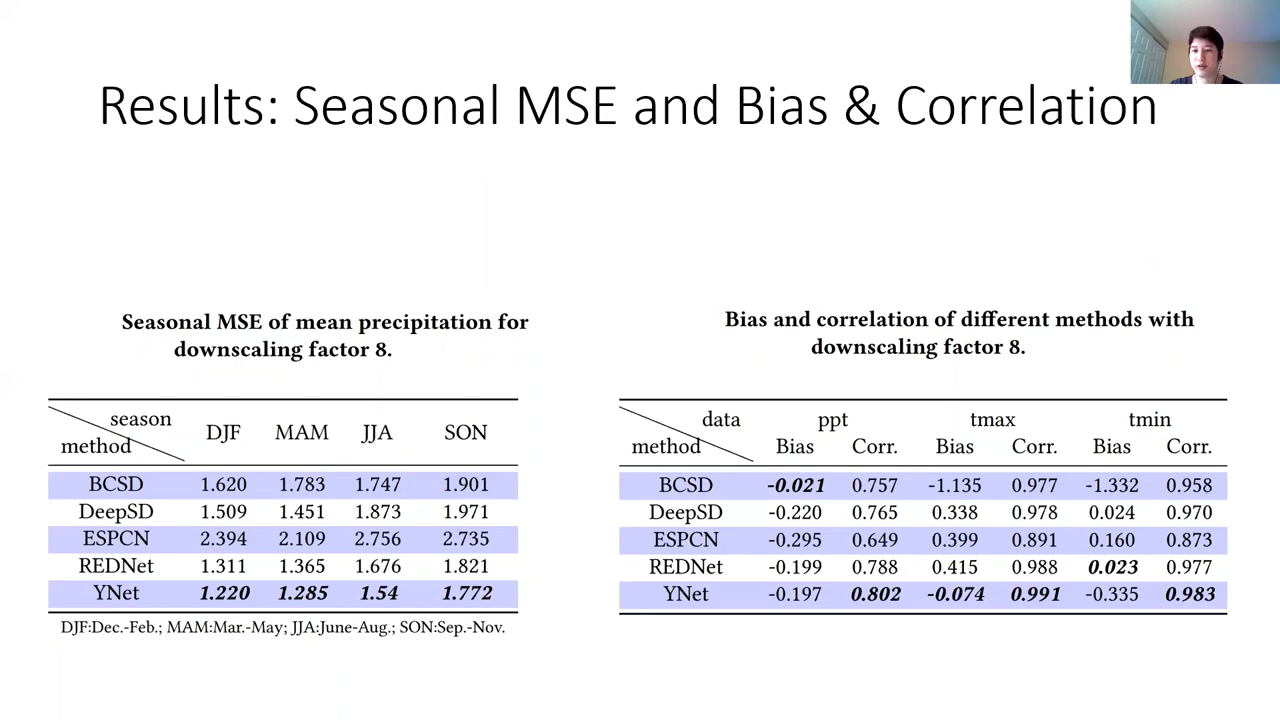 Results: Seasonal MSE and Bias & Correlation
Seasonal MSE of mean precipitation for
downscaling factor 8.
season
method DJF MAM JJA SON
BCSD 1.620 1.783 1.747 1.901
DeepSD 1.509 1.451 1.873 1.971
ESPCN 2.394 2.109 2.756 2.735
REDNet 1.311 1.365 1.676 1.821
YNet 1.220 1.285 1.54 1.772
DJF:Dec.-Feb.; MAM:Mar.-May; JJA:June-Aug.; SON:Sep.-Nov.
Bias and correlation of different methods with
downscaling factor 8.
data ppt tmax tmin
method Bias Corr. Bias Corr. Bias Corr.
BCSD -0.021 0.757 -1.135 0.977 -1.332 0.958
DeepSD -0.220 0.765 0.338 0.978 0.024 0.970
ESPCN -0.295 0.649 0.399 0.891 0.160 0.873
REDNet -0.199 0.788 0.415 0.988 0.023 0.977
YNet -0.197 0.802 -0.074 0.991 -0.335 0.983